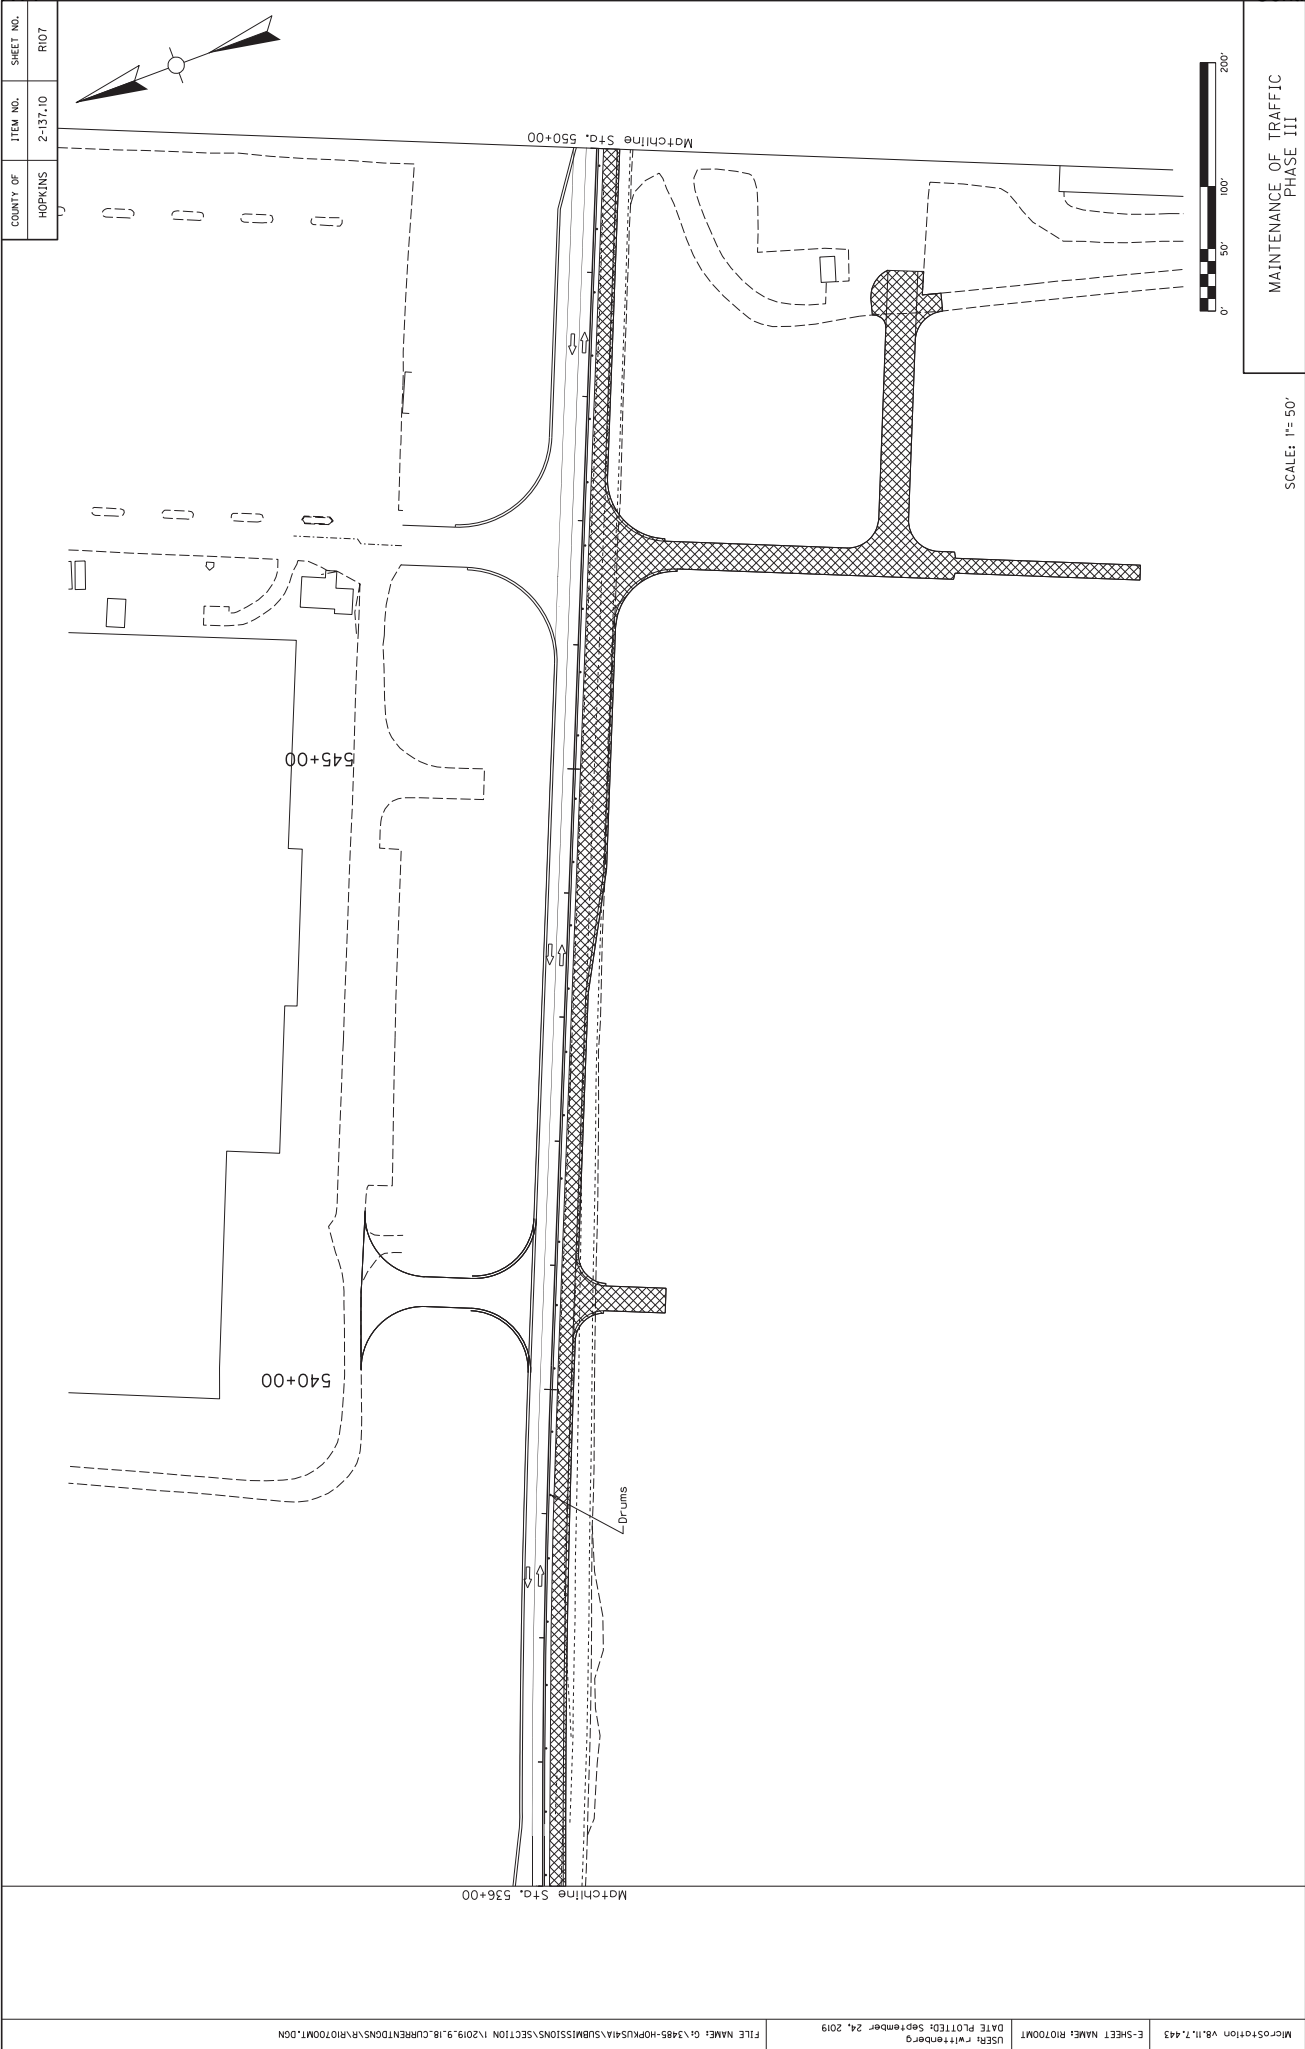 COUNTY OF
ITEM NO.
SHEET NO.
HOPKINS
2-137.10
R107
Matchline Sta. 550+00
545+00
540+00
Drums
Matchline Sta. 536+00
0'
50'
100'
200'
SCALE: 1"= 50'
MAINTENANCE OF TRAFFIC
PHASE III
MicroStation v8.11.7.443
E-SHEET NAME: R10700MT
USER: rwittenberg
DATE PLOTTED: September 24, 2019
FILE NAME: G:\3485-HOPKUS41A\SUBMISSIONS\SECTION 1\2019_9_18_CURRENTDGNS\R\R10700MT.DGN